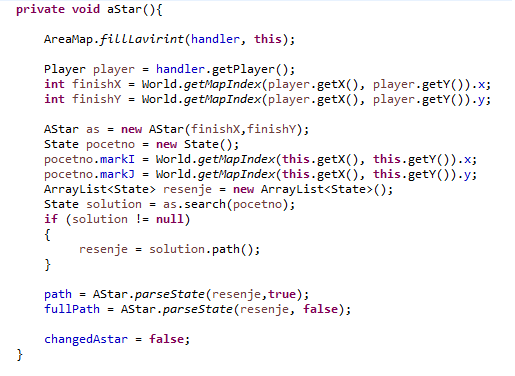 private void aStar(){
AreaMap.fillLavirint(handler, this);
Player player = handler.getPlayer();
int finishX = World.getMapIndex(player.getX(), player.getY()).x;
int finishY = World.getMapIndex(player.getX(), player.getY()).y;
AStar as = new AStar(finishX,finishY);
State pocetno = new State();
pocetno.markI = World.getMapIndex(this.getX(), this.getY()).x;
pocetno.markJ = World.getMapIndex(this.getX(), this.getY()).y;
ArrayList<State> resenje = new ArrayList<State>();
State solution = as.search(pocetno);
if (solution != null)
{
resenje = solution.path();
}
path = AStar.parseState(resenje,true);
fullPath = AStar.parseState(resenje, false);
changedAstar = false;
}